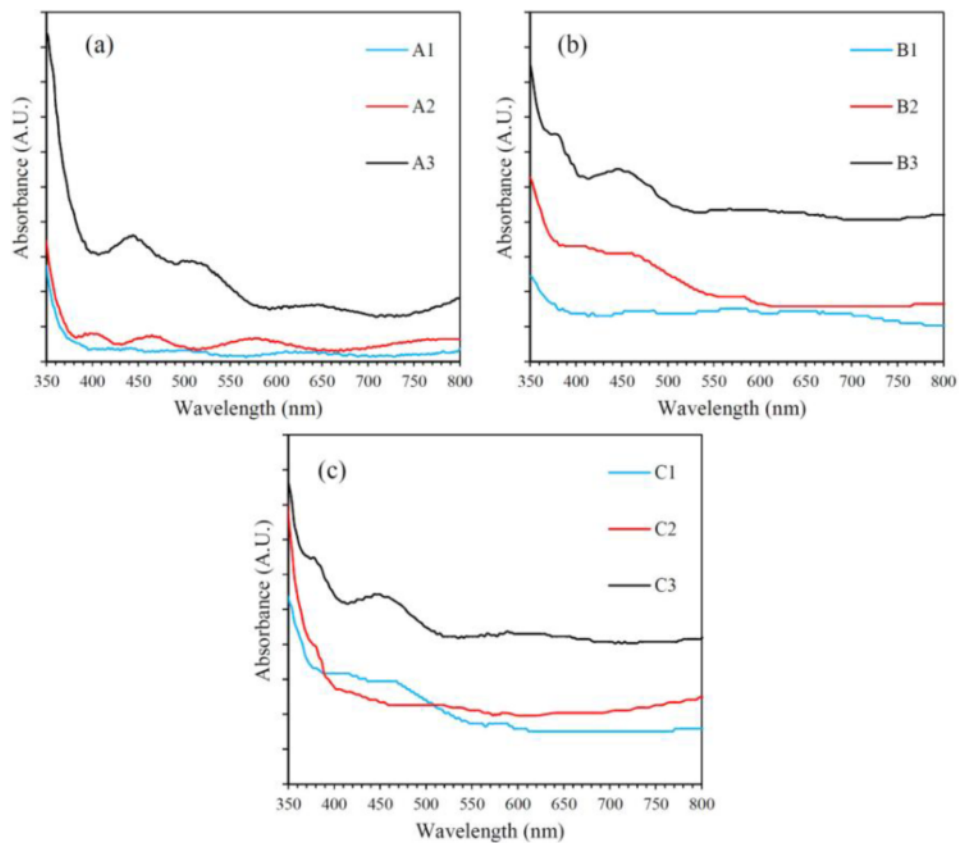 (a)
A1
A2
A3
Absorbance (A.U.)
350 400 450 500 550 600 650 700 750 800
Wavelength (nm)
(b)
B1
B2
B3
Absorbance (A.U.)
350 400 450 500 550 600 650 700 750 800
Wavelength (nm)
(c)
C1
C2
C3
Absorbance (A.U.)
350 400 450 500 550 600 650 700 750 800
Wavelength (nm)